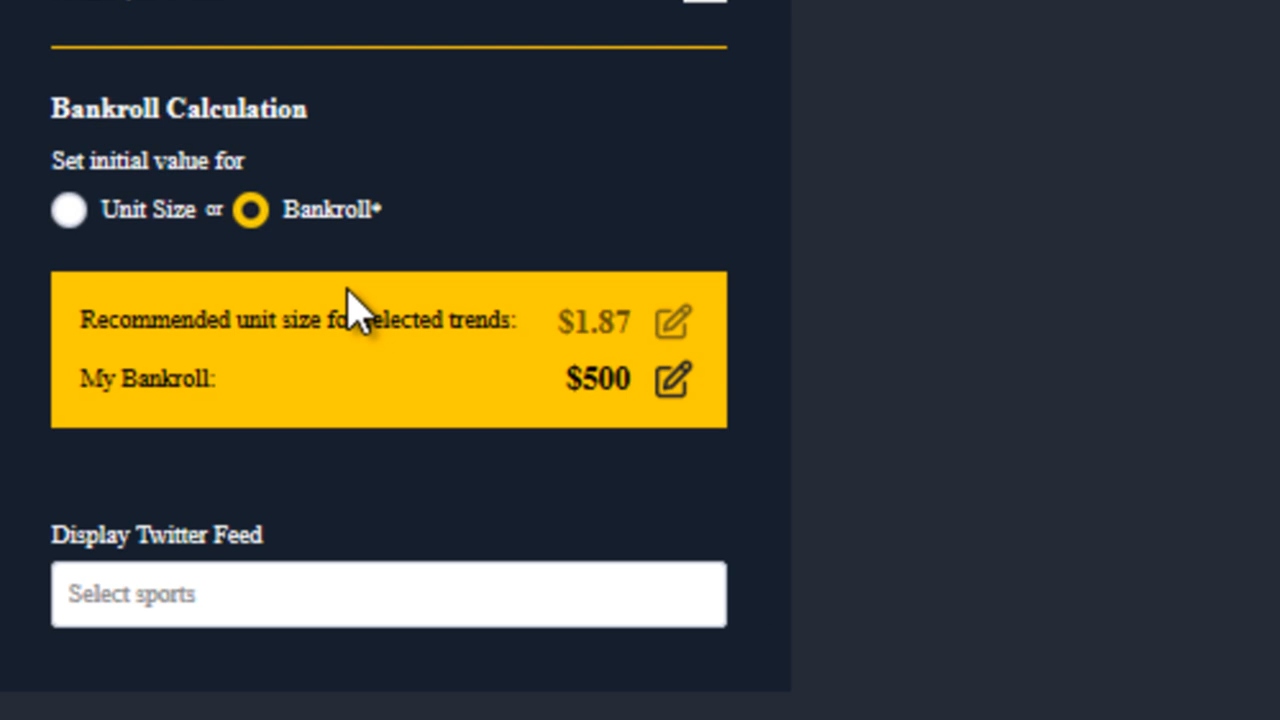 Bankroll Calculation
Set initial value for
Unit Size or Bankroll*
Recommended unit size selected trends: $1.87
My Bankroll: $500
Display Twitter Feed
Select sports